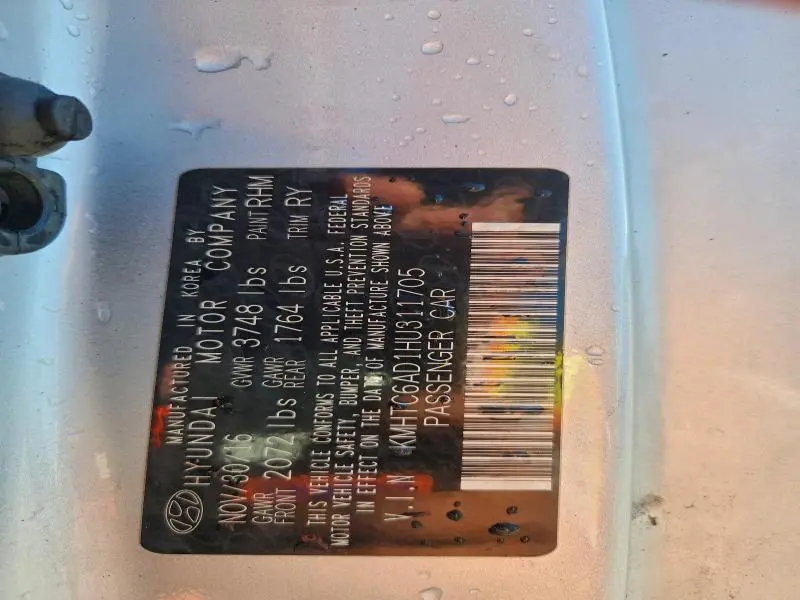 MANUFACTURED IN KOREA BY
HYUNDAI MOTOR COMPANY
NOV/30/16 GVWR 3748 lbs PAINT RHM
GAWR FRONT 2072 lbs GAWR REAR 1764 lbs TRIM RY
THIS VEHICLE CONFORMS TO ALL APPLICABLE U.S.A. FEDERAL
MOTOR VEHICLE SAFETY, BUMPER, AND THEFT PREVENTION STANDARDS
IN EFFECT ON THE DATE OF MANUFACTURE SHOWN ABOVE
V.I.N KMHTC6AD1HU311705
PASSENGER CAR